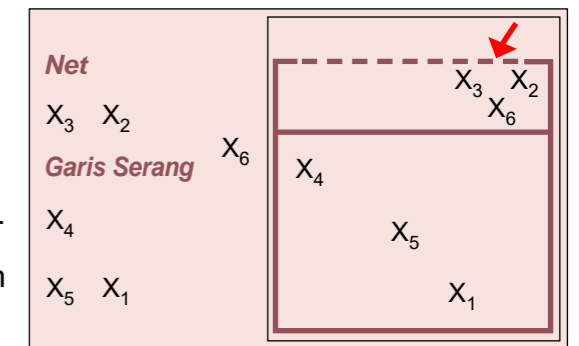 Net
X₃ X₂
X₆
Garis Serang
X₄
X₅ X₁
X₃ X₂
X₆
X₄
X₅
X₁